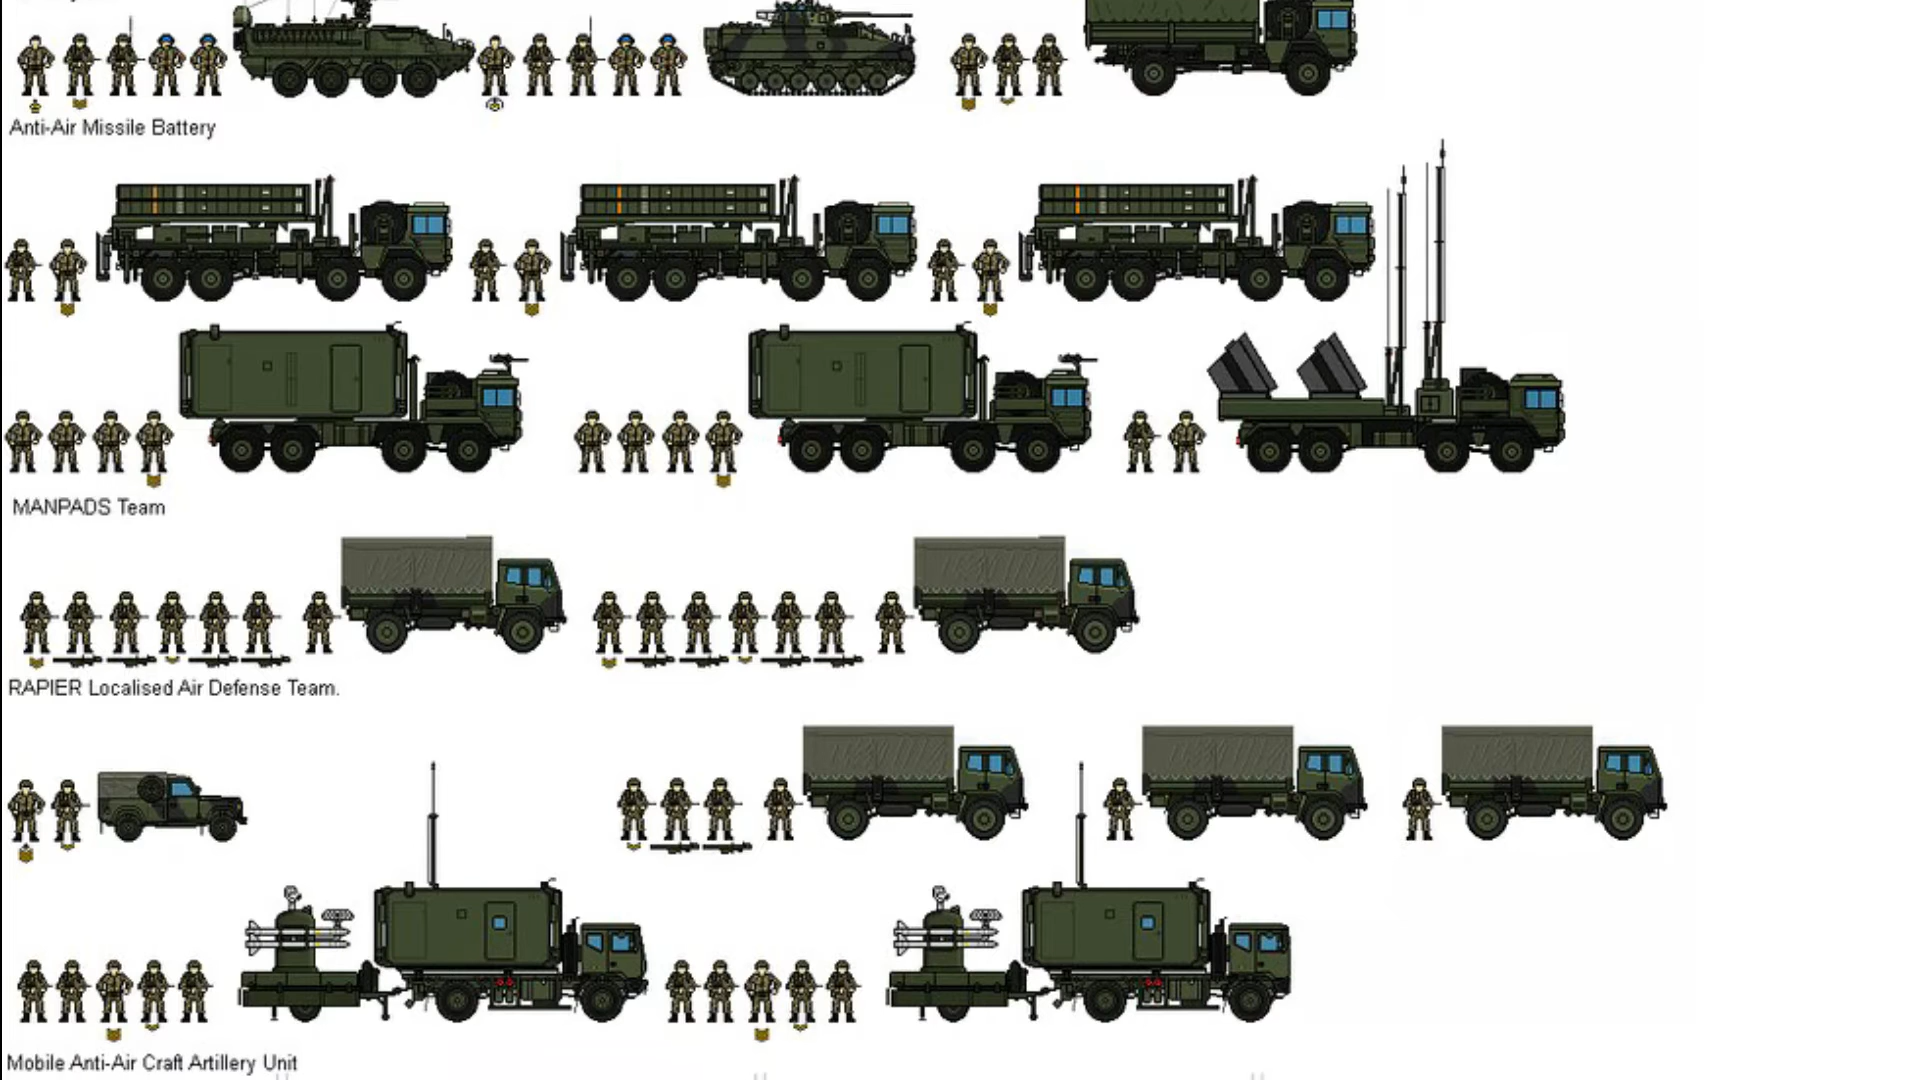 Anti-Air Missile Battery
MANPADS Team
RAPIER Localised Air Defense Team.
Mobile Anti-Air Craft Artillery Unit